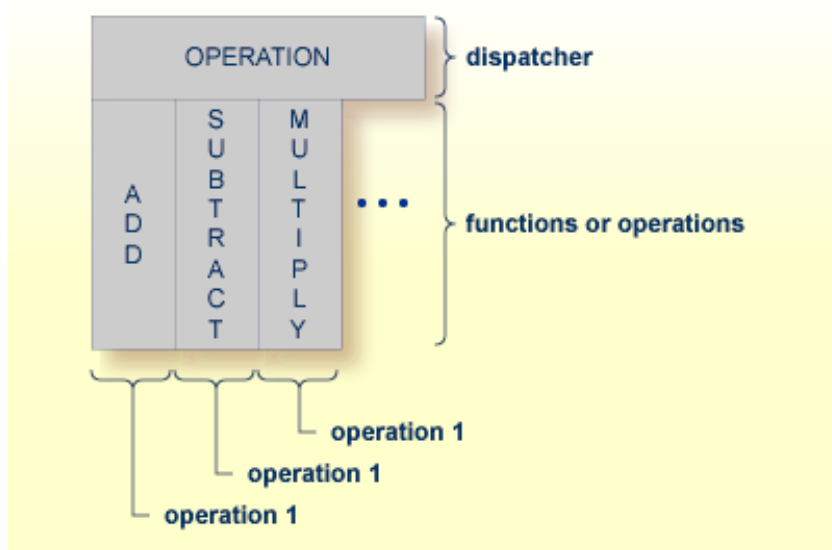 OPERATION
dispatcher
ADD
SUBTRACT
MULTIPLY
...
functions or operations
operation 1
operation 1
operation 1